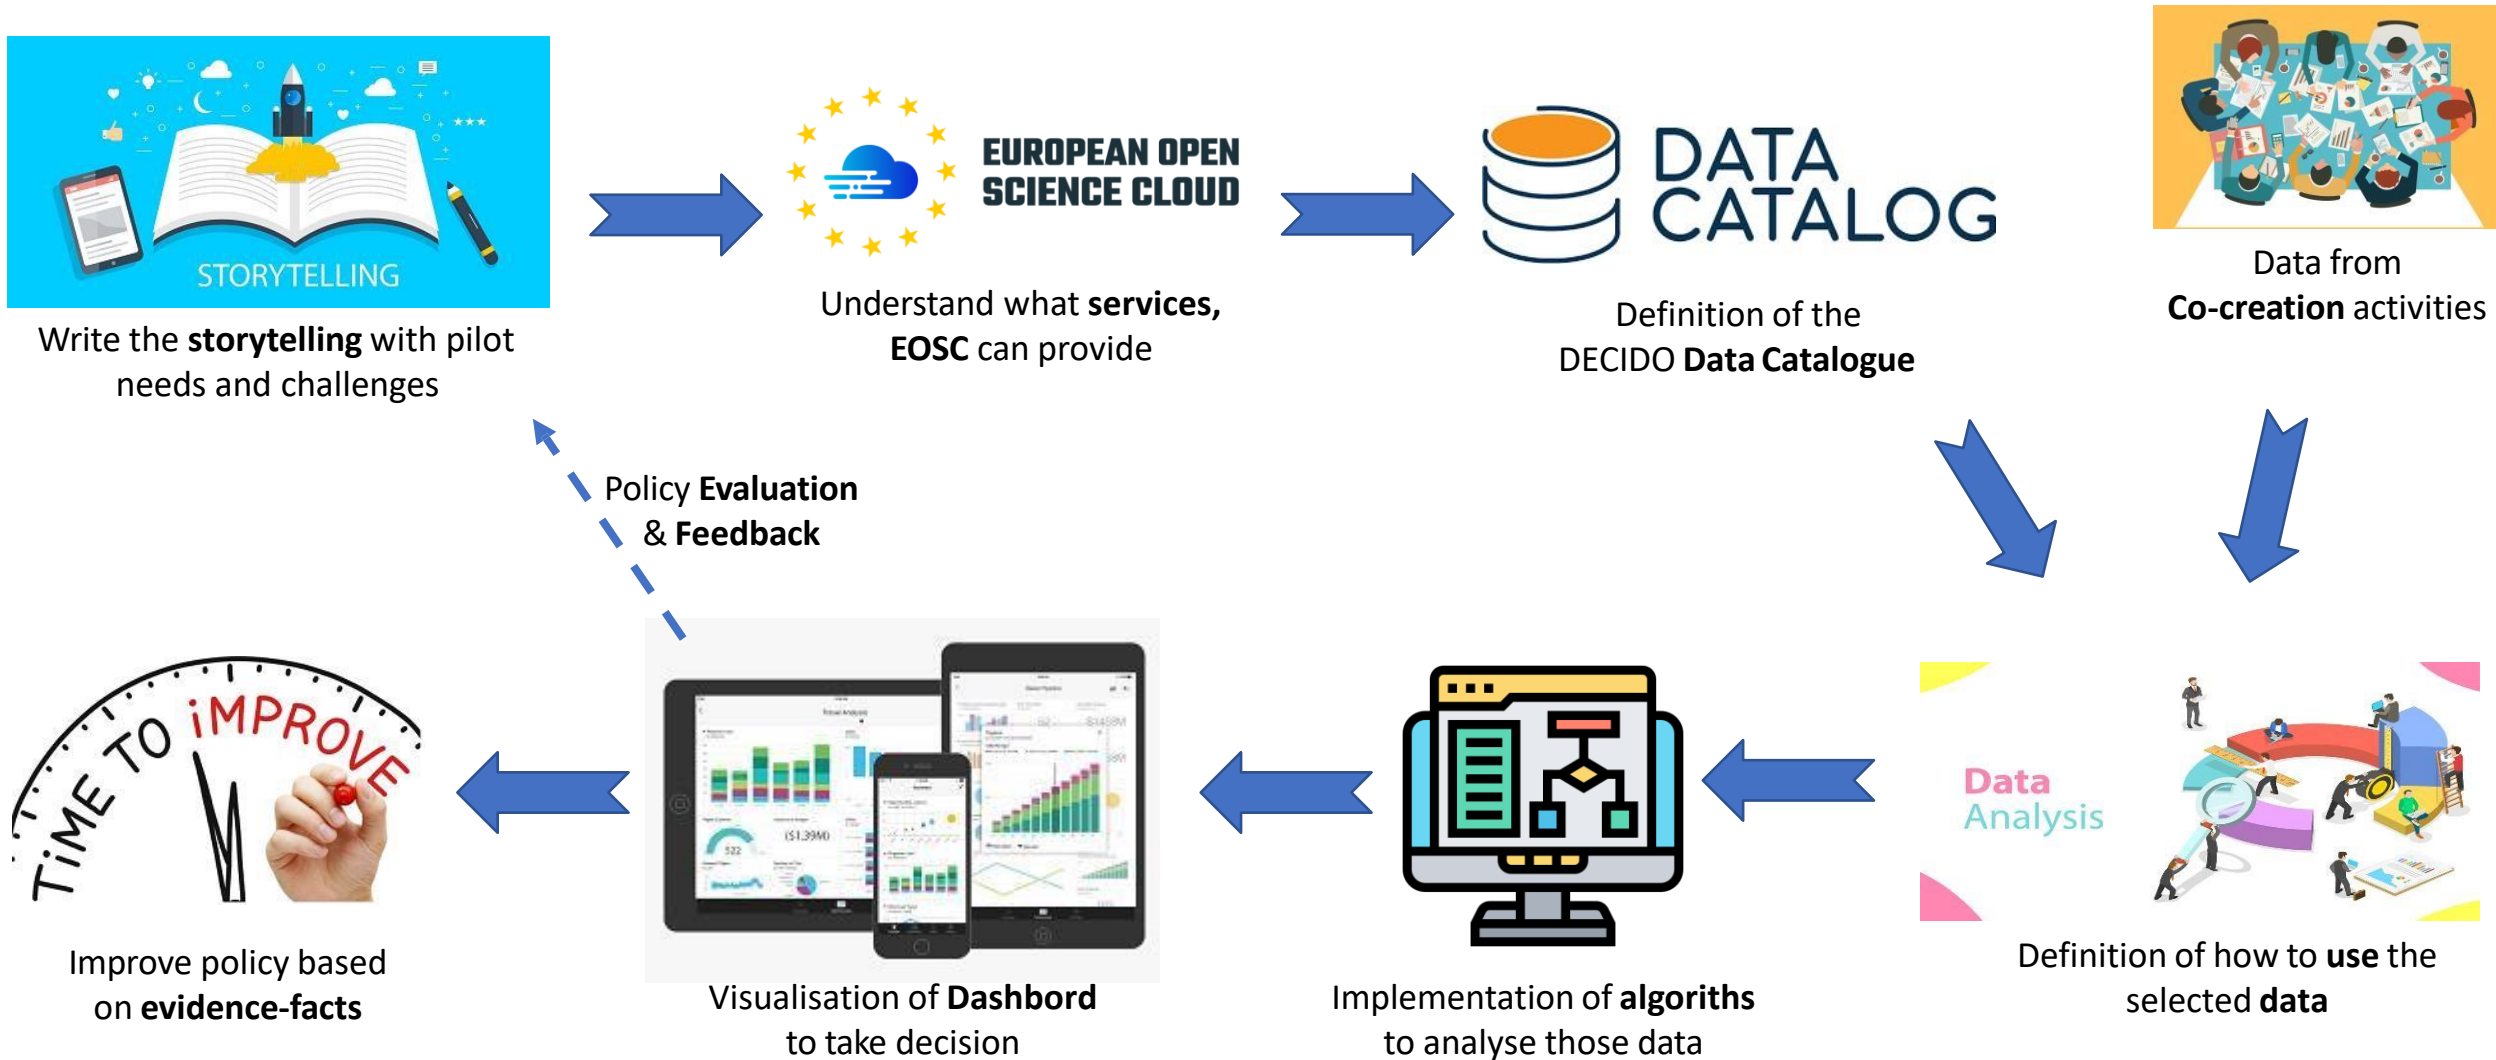 STORYTELLING
Write the storytelling with pilot
needs and challenges
EUROPEAN OPEN
SCIENCE CLOUD
Understand what services,
EOSC can provide
DATA
CATALOG
Definition of the
DECIDO Data Catalogue
Data from
Co-creation activities
Policy Evaluation
& Feedback
TiME TO iMPROVE
Improve policy based
on evidence-facts
($1.39M)
522
Visualisation of Dashbord
to take decision
Implementation of algoriths
to analyse those data
Data
Analysis
Definition of how to use the
selected data